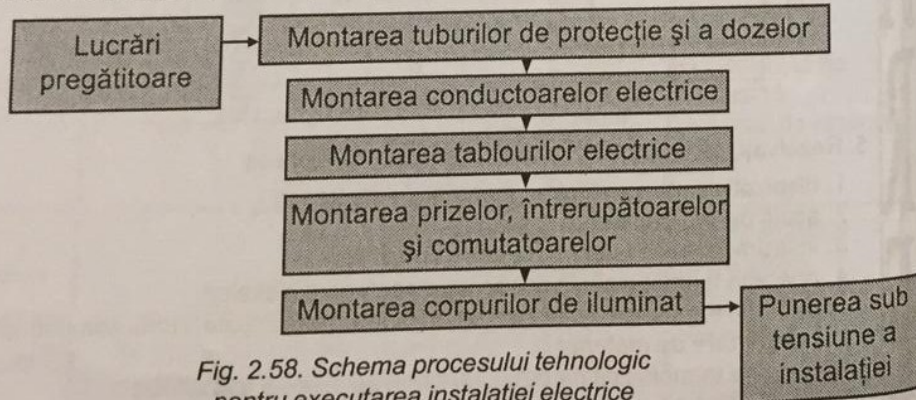 Lucrări
pregătitoare
Montarea tuburilor de protecție și a dozelor
Montarea conductoarelor electrice
Montarea tablourilor electrice
Montarea prizelor, întrerupătoarelor
și comutatoarelor
Montarea corpurilor de iluminat
Punerea sub
tensiune a
instalației
Fig. 2.58. Schema procesului tehnologic
pentru executarea instalației electrice